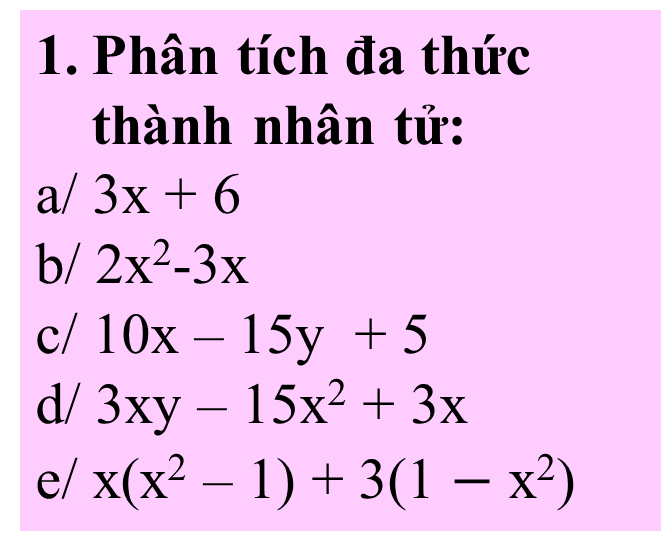 1. Phân tích đa thức
thành nhân tử:
a/ 3x + 6
b/ 2x²-3x
c/ 10x – 15y + 5
d/ 3xy – 15x² + 3x
e/ x(x² – 1) + 3(1 – x²)